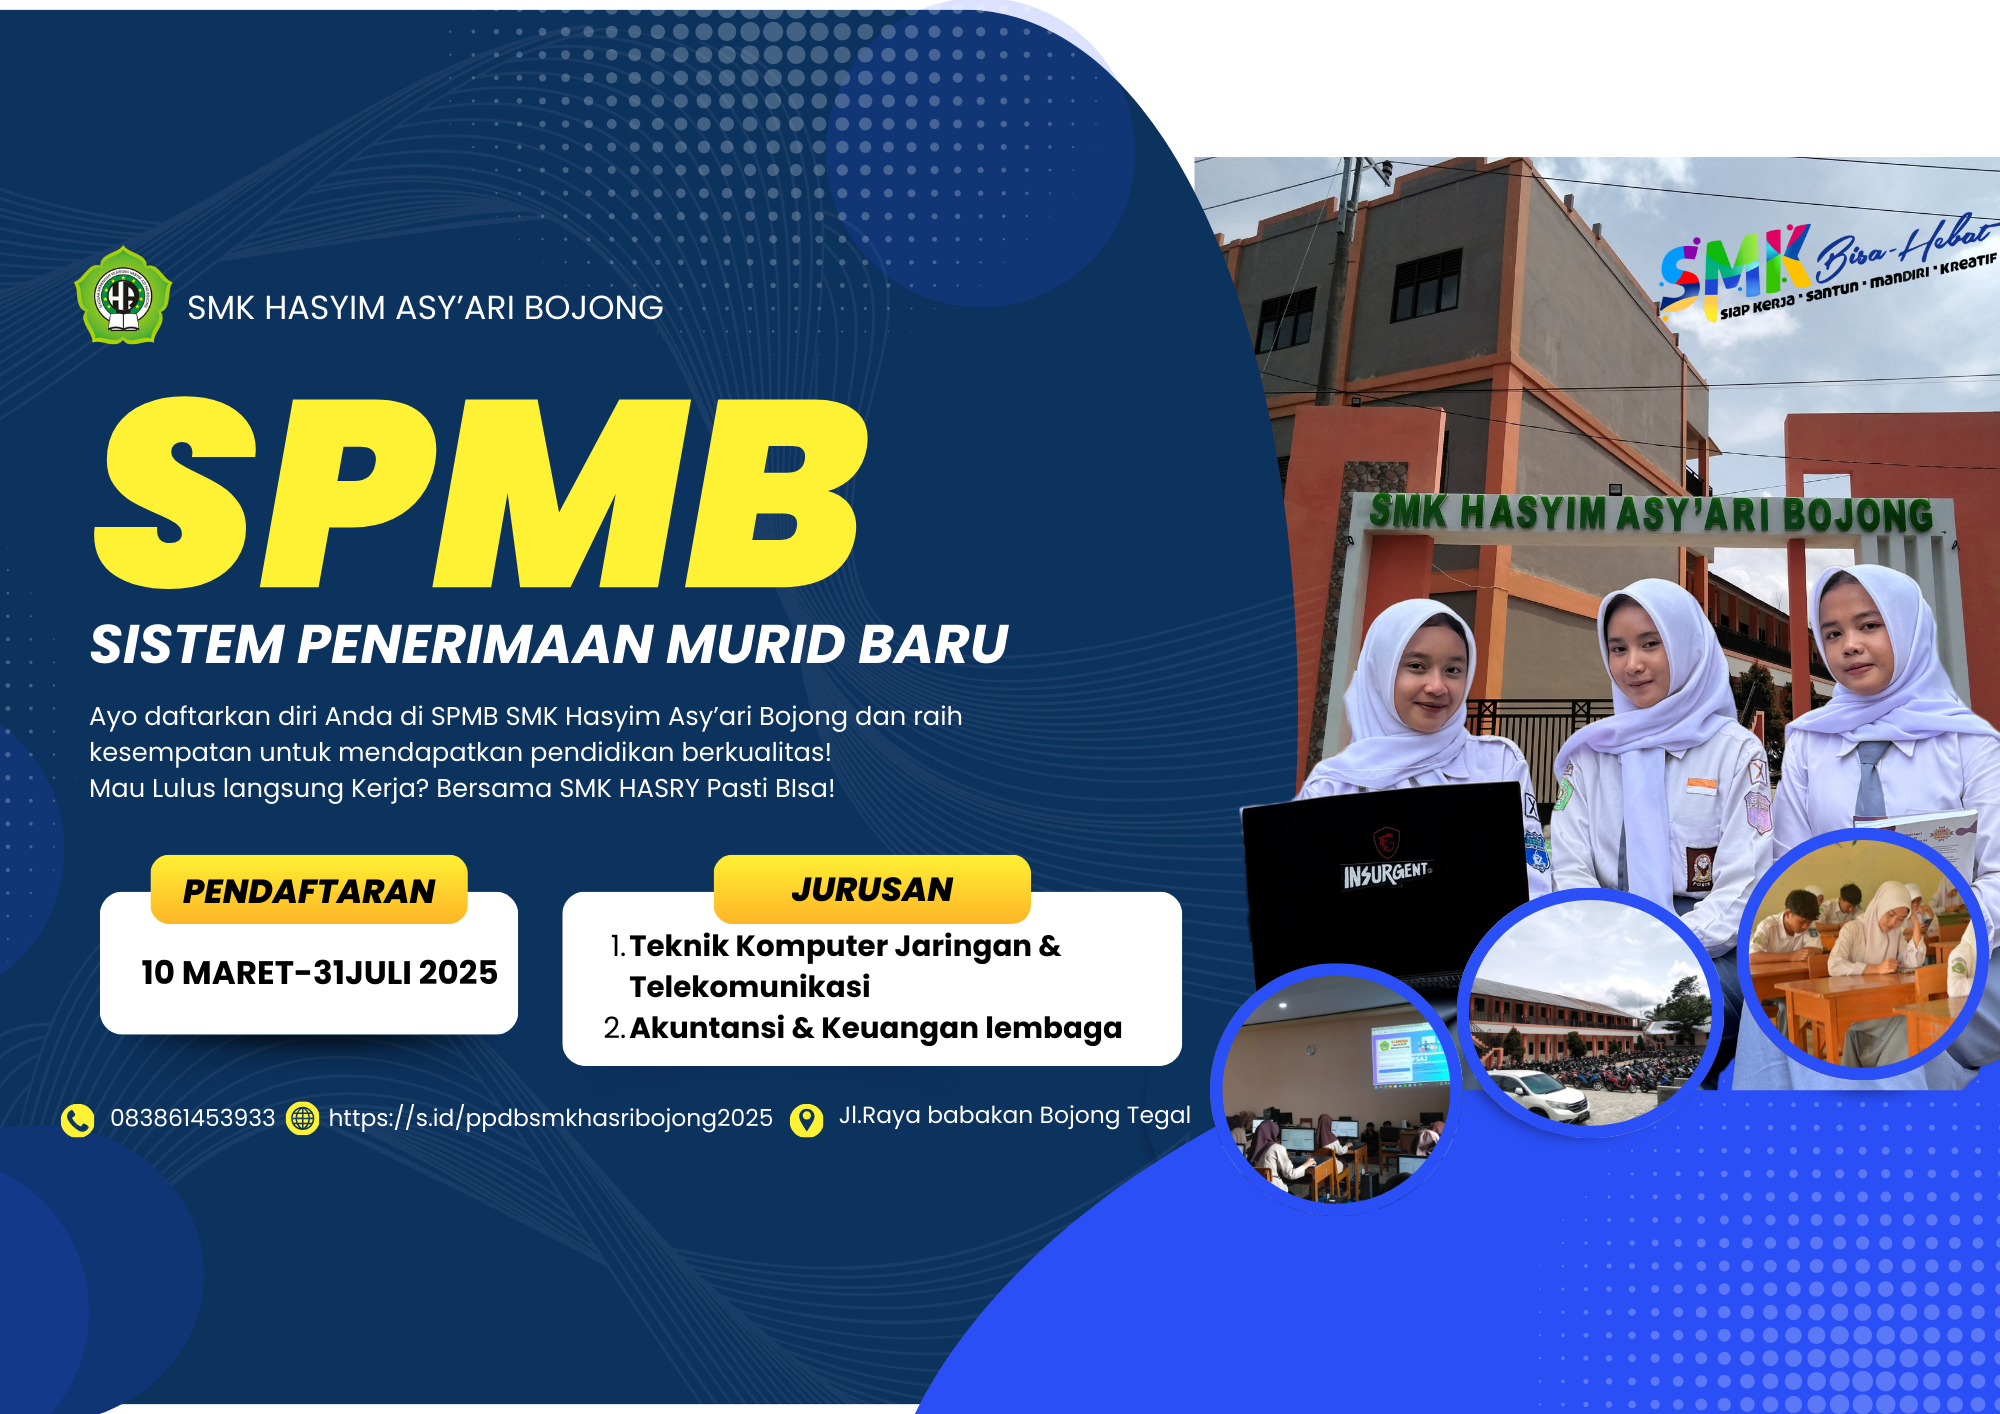 SMK HASYIM ASY'ARI BOJONG
SPMB
SISTEM PENERIMAAN MURID BARU
Ayo daftarkan diri Anda di SPMB SMK Hasyim Asy'ari Bojong dan raih
kesempatan untuk mendapatkan pendidikan berkualitas!
Mau Lulus langsung Kerja? Bersama SMK HASRY Pasti BIsa!
PENDAFTARAN
10 MARET-31JULI 2025
JURUSAN
1. Teknik Komputer Jaringan &
Telekomunikasi
2. Akuntansi & Keuangan lembaga
083861453933
https://s.id/ppdbsmkhasribojong2025
Jl.Raya babakan Bojong Tegal
SMK Bisa-Hebat
SIAP KERJA • SANTUN • MANDIRI • KREATIF
SMK HASYIM ASY'ARI BOJONG
INSURGENT